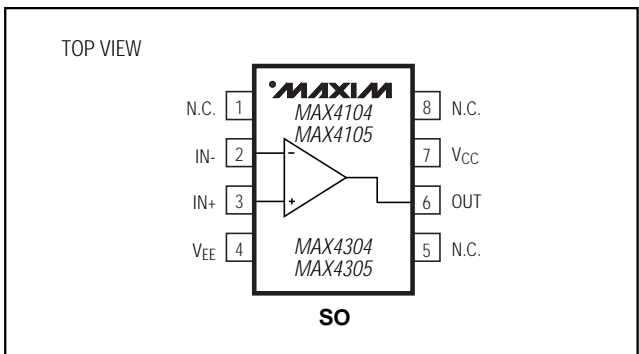 TOP VIEW
MAXIM
MAX4104
MAX4105
N.C. 1
8 N.C.
IN- 2
7 VCC
IN+ 3
6 OUT
VEE 4
5 N.C.
-
+
MAX4304
MAX4305
SO